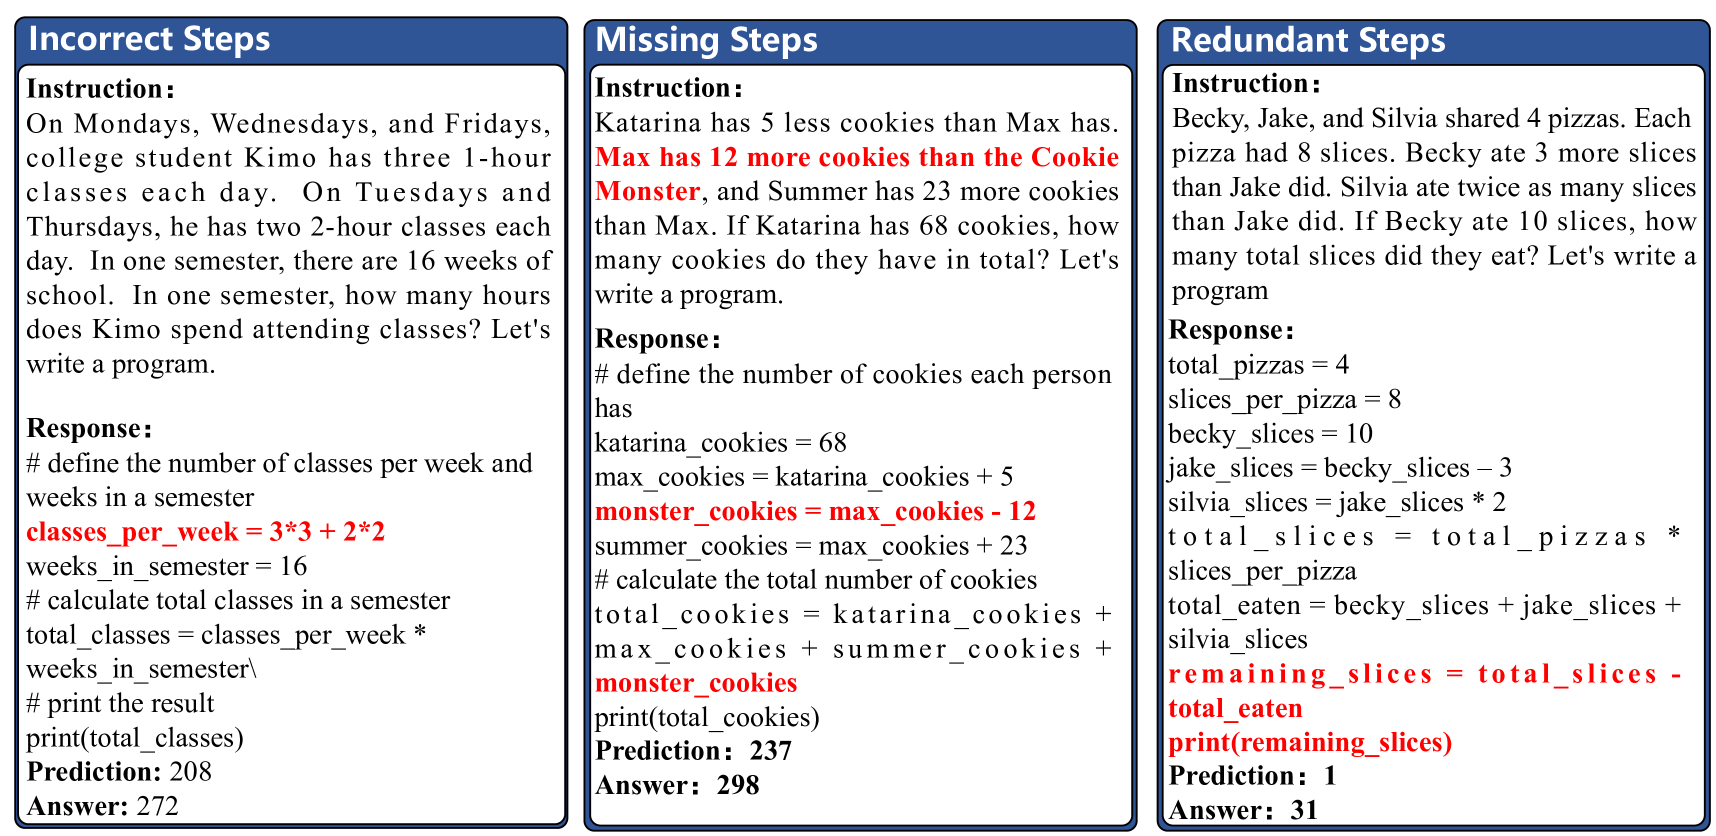 Incorrect Steps
Instruction：
On Mondays, Wednesdays, and Fridays,
college student Kimo has three 1-hour
classes each day. On Tuesdays and
Thursdays, he has two 2-hour classes each
day. In one semester, there are 16 weeks of
school. In one semester, how many hours
does Kimo spend attending classes? Let's
write a program.
Response：
# define the number of classes per week and
weeks in a semester
classes_per_week = 3*3 + 2*2
weeks_in_semester = 16
# calculate total classes in a semester
total_classes = classes_per_week *
weeks_in_semester\
# print the result
print(total_classes)
Prediction: 208
Answer: 272
Missing Steps
Instruction：
Katarina has 5 less cookies than Max has.
Max has 12 more cookies than the Cookie
Monster, and Summer has 23 more cookies
than Max. If Katarina has 68 cookies, how
many cookies do they have in total? Let's
write a program.
Response：
# define the number of cookies each person
has
katarina_cookies = 68
max_cookies = katarina_cookies + 5
monster_cookies = max_cookies - 12
summer_cookies = max_cookies + 23
# calculate the total number of cookies
total_cookies = katarina_cookies +
max_cookies + summer_cookies +
monster_cookies
print(total_cookies)
Prediction：237
Answer：298
Redundant Steps
Instruction：
Becky, Jake, and Silvia shared 4 pizzas. Each
pizza had 8 slices. Becky ate 3 more slices
than Jake did. Silvia ate twice as many slices
than Jake did. If Becky ate 10 slices, how
many total slices did they eat? Let's write a
program
Response：
total_pizzas = 4
slices_per_pizza = 8
becky_slices = 10
jake_slices = becky_slices – 3
silvia_slices = jake_slices * 2
total_slices = total_pizzas *
slices_per_pizza
total_eaten = becky_slices + jake_slices +
silvia_slices
remaining_slices = total_slices -
total_eaten
print(remaining_slices)
Prediction：1
Answer：31